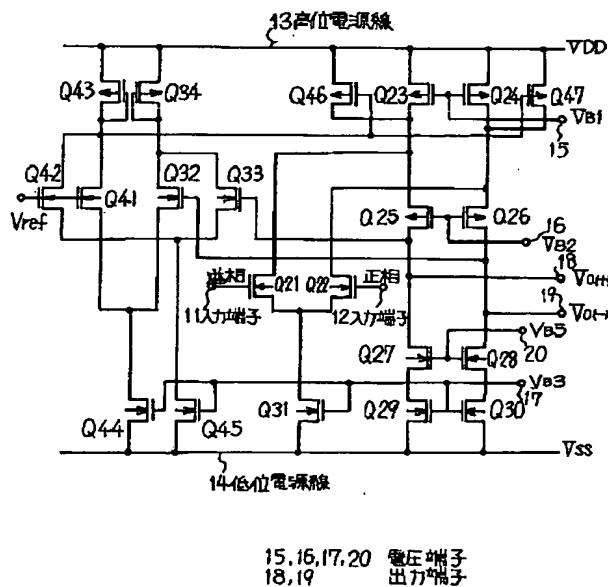 13高位電源線
VDD
Q43
Q34
Q46
Q23
Q24
Q47
VB1
15
Q42
Q41
Q32
Q33
Vref
Q25
Q26
16
VB2
18
VO(+)
逆相
正相
Q21
Q22
11入力端子
12入力端子
19
VO(-)
VB5
20
Q27
Q28
VB3
17
Q44
Q45
Q31
Q29
Q30
VSS
14低位電源線
15,16,17,20 電圧端子
18,19 出力端子